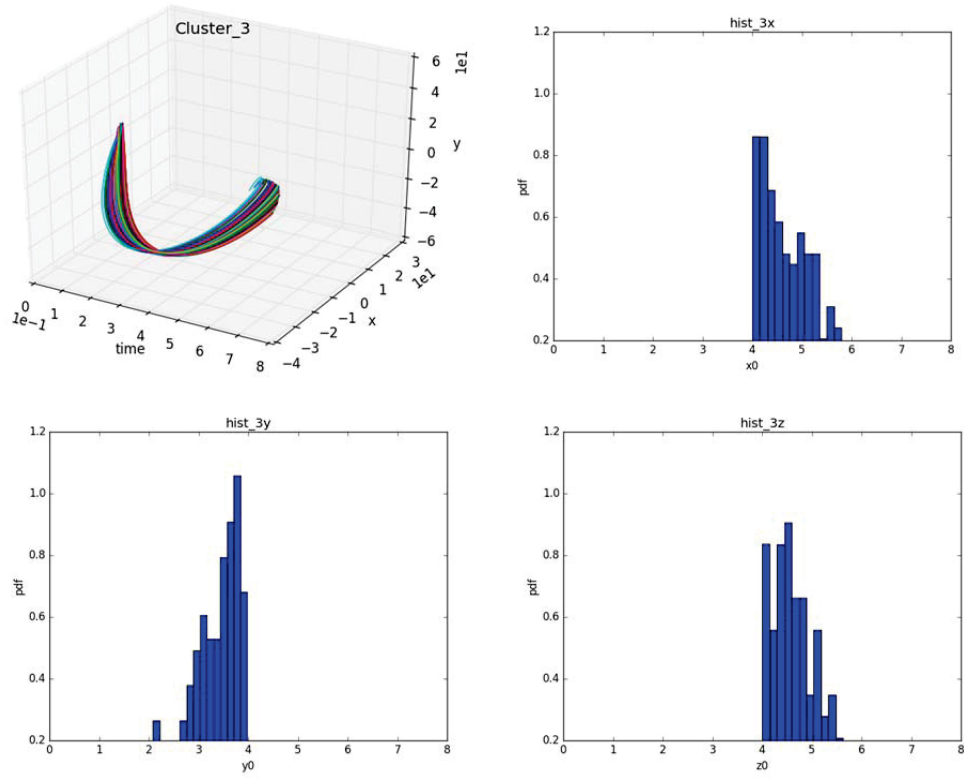 Cluster_3
6
1e1
4
2
y
0
−2
−4
−6
3
1e1
2
1
0
x
−1
−2
−3
−4
0
1e−1
1
2
3
time
4
5
6
7
8
hist_3x
1.2
1.0
0.8
pdf
0.6
0.4
0.2
0 1 2 3 4 5 6 7 8
x0
hist_3y
1.2
1.0
0.8
pdf
0.6
0.4
0.2
0 1 2 3 4 5 6 7 8
y0
hist_3z
1.2
1.0
0.8
pdf
0.6
0.4
0.2
0 1 2 3 4 5 6 7 8
z0